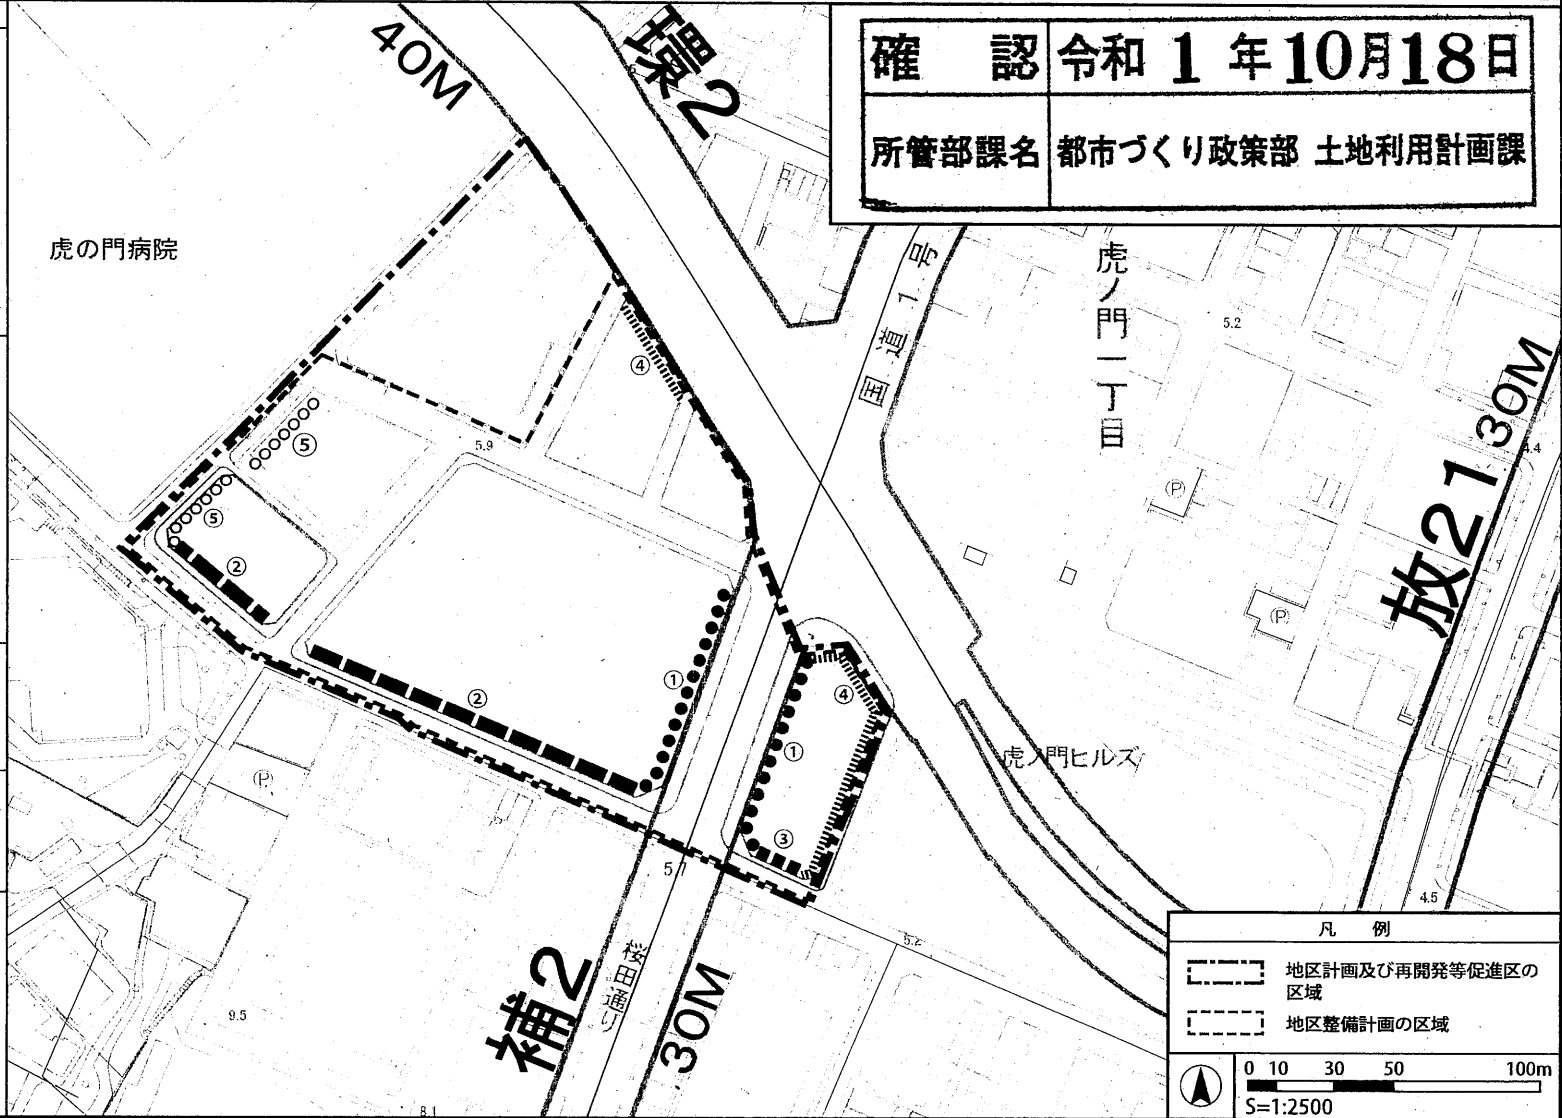 確 認 令和 1 年 10月 18日
所管部課名 都市づくり政策部 土地利用計画課
40M
環2
虎の門病院
国道1号
虎ノ門一丁目
5.2
30M
4.4
放21
④
⑤
5.9
⑤
②
Ⓟ
Ⓟ
①
②
④
①
虎ノ門ヒルズ
Ⓟ
③
5.7
4.5
5.2
補2
桜田通り
30M
9.5
8.1
凡 例
地区計画及び再開発等促進区の
区域
地区整備計画の区域
0 10 30 50 100m
S=1:2500